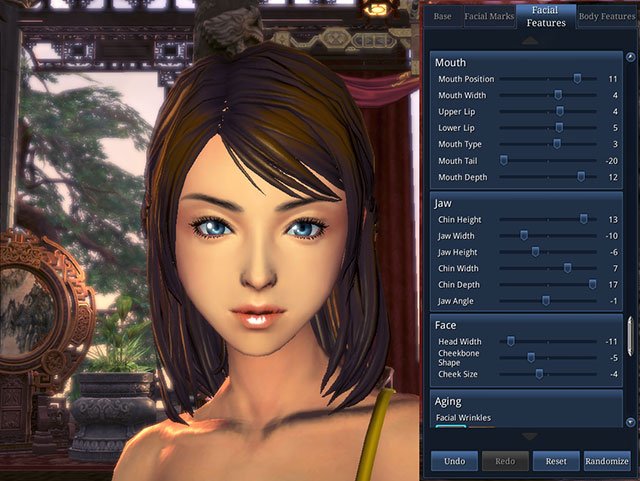 Base
Facial Marks
Facial
Features
Body Features
Mouth
Mouth Position 11
Mouth Width 4
Upper Lip 4
Lower Lip 5
Mouth Type 3
Mouth Tail -20
Mouth Depth 12
Jaw
Chin Height 13
Jaw Width -10
Jaw Height -6
Chin Width 7
Chin Depth 17
Jaw Angle -1
Face
Head Width -11
Cheekbone
Shape -5
Cheek Size -4
Aging
Facial Wrinkles
Undo
Redo
Reset
Randomize